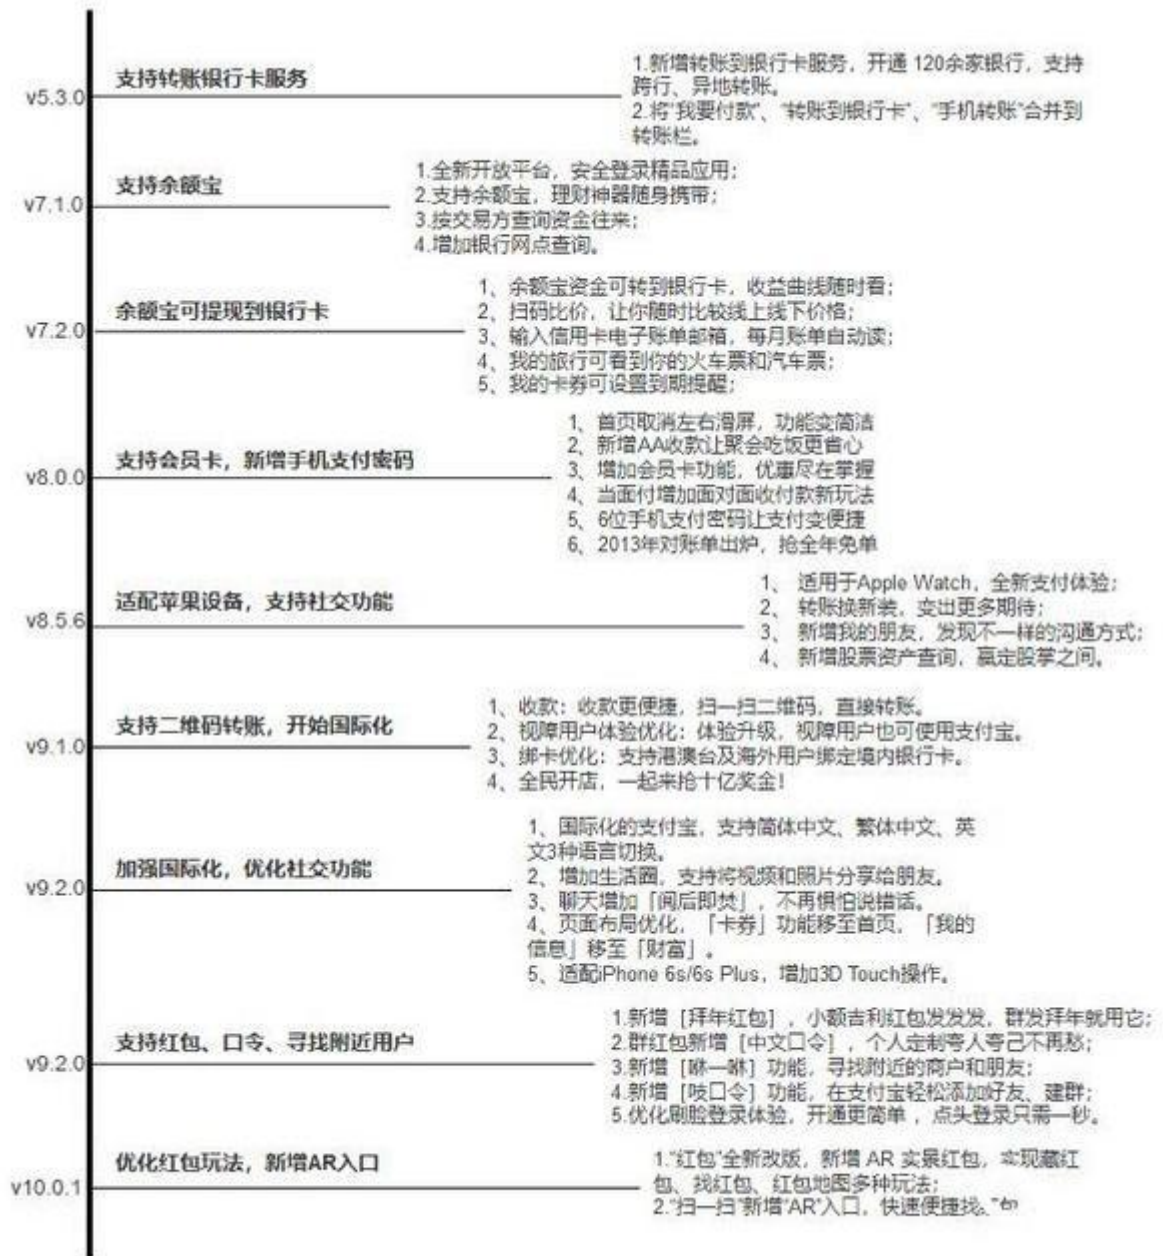 支持转账银行卡服务
v5.3.0
1.新增转账到银行卡服务，开通 120余家银行，支持
跨行、异地转账。
2.将“我要付款”、“转账到银行卡”、“手机转账”合并到
转账栏。
支持余额宝
v7.1.0
1.全新开放平台，安全登录精品应用；
2.支持余额宝，理财神器随身携带；
3.按交易方查询资金往来；
4.增加银行网点查询。
余额宝可提现到银行卡
v7.2.0
1、余额宝资金可转到银行卡，收益曲线随时看；
2、扫码比价，让你随时比较线上线下价格；
3、输入信用卡电子账单邮箱，每月账单自动读；
4、我的旅行可看到你的火车票和汽车票；
5、我的卡券可设置到期提醒；
支持会员卡，新增手机支付密码
v8.0.0
1、首页取消左右滑屏，功能变简洁
2、新增AA收款让聚会吃饭更省心
3、增加会员卡功能，优惠尽在掌握
4、当面付增加面对面收付款新玩法
5、6位手机支付密码让支付变便捷
6、2013年对账单出炉，抢全年免单
适配苹果设备，支持社交功能
v8.5.6
1、适用于Apple Watch，全新支付体验；
2、转账换新装，变出更多期待；
3、新增我的朋友，发现不一样的沟通方式；
4、新增股票资产查询，赢定股掌之间。
支持二维码转账，开始国际化
v9.1.0
1、收款：收款更便捷，扫一扫二维码，直接转账。
2、视障用户体验优化：体验升级，视障用户也可使用支付宝。
3、绑卡优化：支持港澳台及海外用户绑定境内银行卡。
4、全民开店，一起来抢十亿奖金！
加强国际化，优化社交功能
v9.2.0
1、国际化的支付宝，支持简体中文、繁体中文、英
文3种语言切换。
2、增加生活圈，支持将视频和照片分享给朋友。
3、聊天增加「阅后即焚」，不再惧怕说错话。
4、页面布局优化，「卡券」功能移至首页，「我的
信息」移至「财富」。
5、适配iPhone 6s/6s Plus，增加3D Touch操作。
支持红包、口令、寻找附近用户
v9.2.0
1.新增［拜年红包］，小额吉利红包发发发，群发拜年就用它；
2.群红包新增［中文口令］，个人定制夸人夸己不再愁；
3.新增［咻一咻］功能，寻找附近的商户和朋友；
4.新增［吱口令］功能，在支付宝轻松添加好友、建群；
5.优化刷脸登录体验，开通更简单，点头登录只需一秒。
优化红包玩法，新增AR入口
v10.0.1
1.“红包”全新改版，新增 AR 实景红包，实现藏红
包、找红包、红包地图多种玩法；
2.“扫一扫”新增“AR”入口，快速便捷找